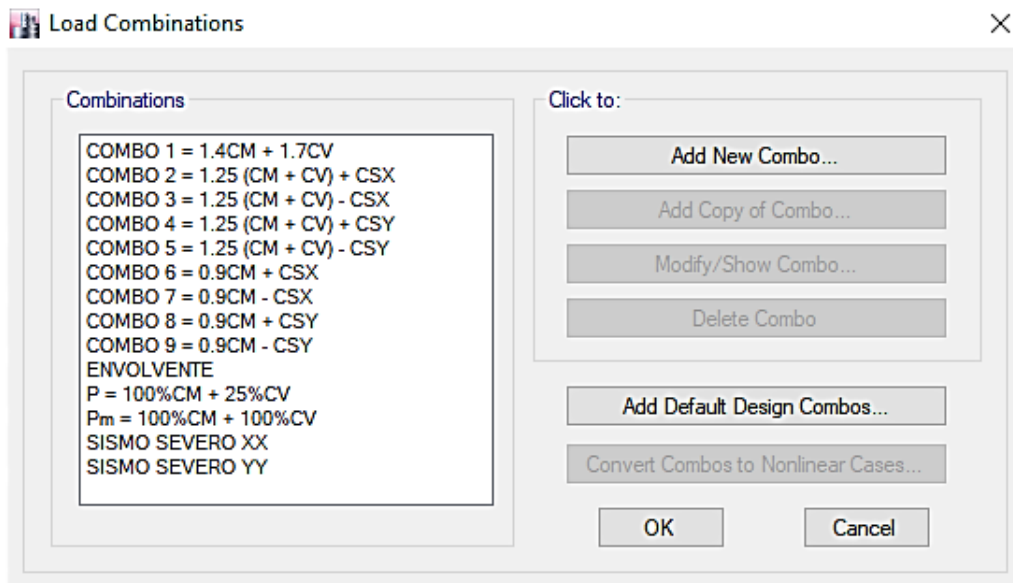 Load Combinations
Combinations
COMBO 1 = 1.4CM + 1.7CV
COMBO 2 = 1.25 (CM + CV) + CSX
COMBO 3 = 1.25 (CM + CV) - CSX
COMBO 4 = 1.25 (CM + CV) + CSY
COMBO 5 = 1.25 (CM + CV) - CSY
COMBO 6 = 0.9CM + CSX
COMBO 7 = 0.9CM - CSX
COMBO 8 = 0.9CM + CSY
COMBO 9 = 0.9CM - CSY
ENVOLVENTE
P = 100%CM + 25%CV
Pm = 100%CM + 100%CV
SISMO SEVERO XX
SISMO SEVERO YY
Click to:
Add New Combo...
Add Copy of Combo...
Modify/Show Combo...
Delete Combo
Add Default Design Combos...
Convert Combos to Nonlinear Cases...
OK
Cancel